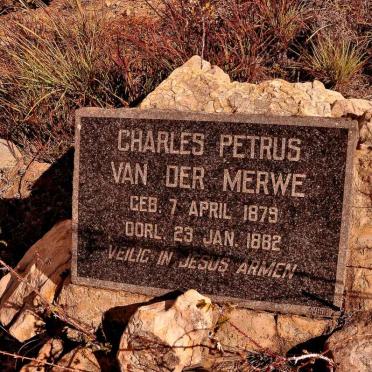 CHARLES PETRUS
VAN DER MERWE
GEB. 7 APRIL 1879
OORL. 23 JAN. 1882
VEILIG IN JESUS ARMEN